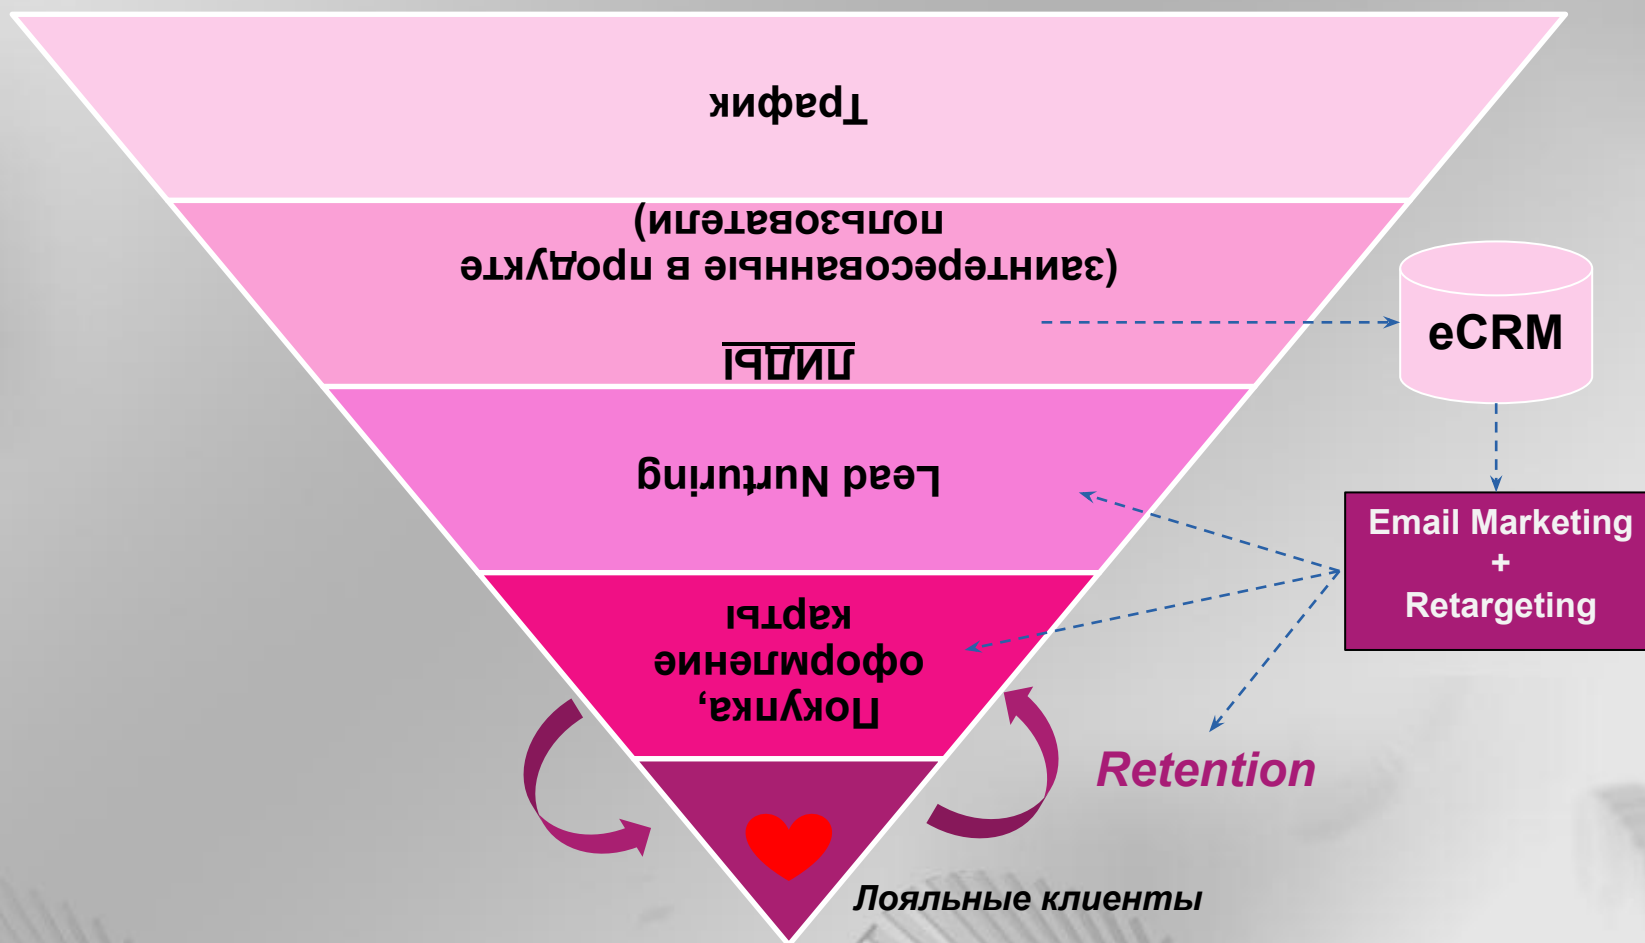 Трафик
ЛИДЫ
(заинтересованные в продукте
пользователи)
eCRM
Lead Nurturing
Email Marketing
+
Retargeting
Покупка,
оформление
карты
Retention
Лояльные клиенты